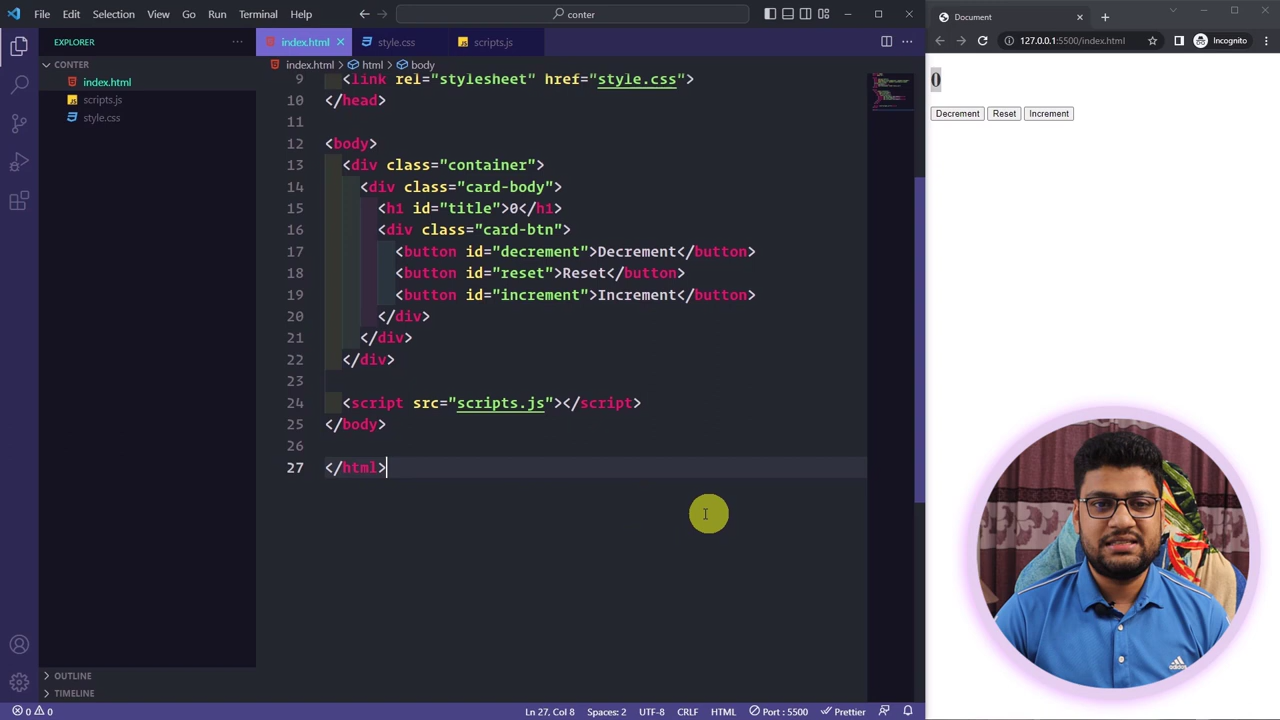 File Edit Selection View Go Run Terminal Help
conter
Document
127.0.0.1:5500/index.html
Incognito
EXPLORER
CONTER
index.html
scripts.js
style.css
OUTLINE
TIMELINE
index.html style.css scripts.js
index.html > html > body
9 <link rel="stylesheet" href="style.css">
10 </head>
11
12 <body>
13 <div class="container">
14 <div class="card-body">
15 <h1 id="title">0</h1>
16 <div class="card-btn">
17 <button id="decrement">Decrement</button>
18 <button id="reset">Reset</button>
19 <button id="increment">Increment</button>
20 </div>
21 </div>
22 </div>
23
24 <script src="scripts.js"></script>
25 </body>
26
27 </html>
0
Decrement Reset Increment
adidas
0 0 Ln 27, Col 8 Spaces: 2 UTF-8 CRLF HTML Port : 5500 Prettier